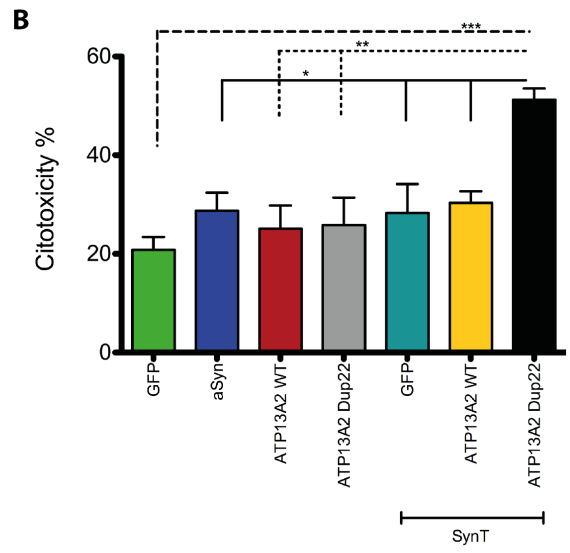 B
***
**
*
60
40
20
0
Citotoxicity %
GFP
aSyn
ATP13A2 WT
ATP13A2 Dup22
GFP
ATP13A2 WT
ATP13A2 Dup22
SynT